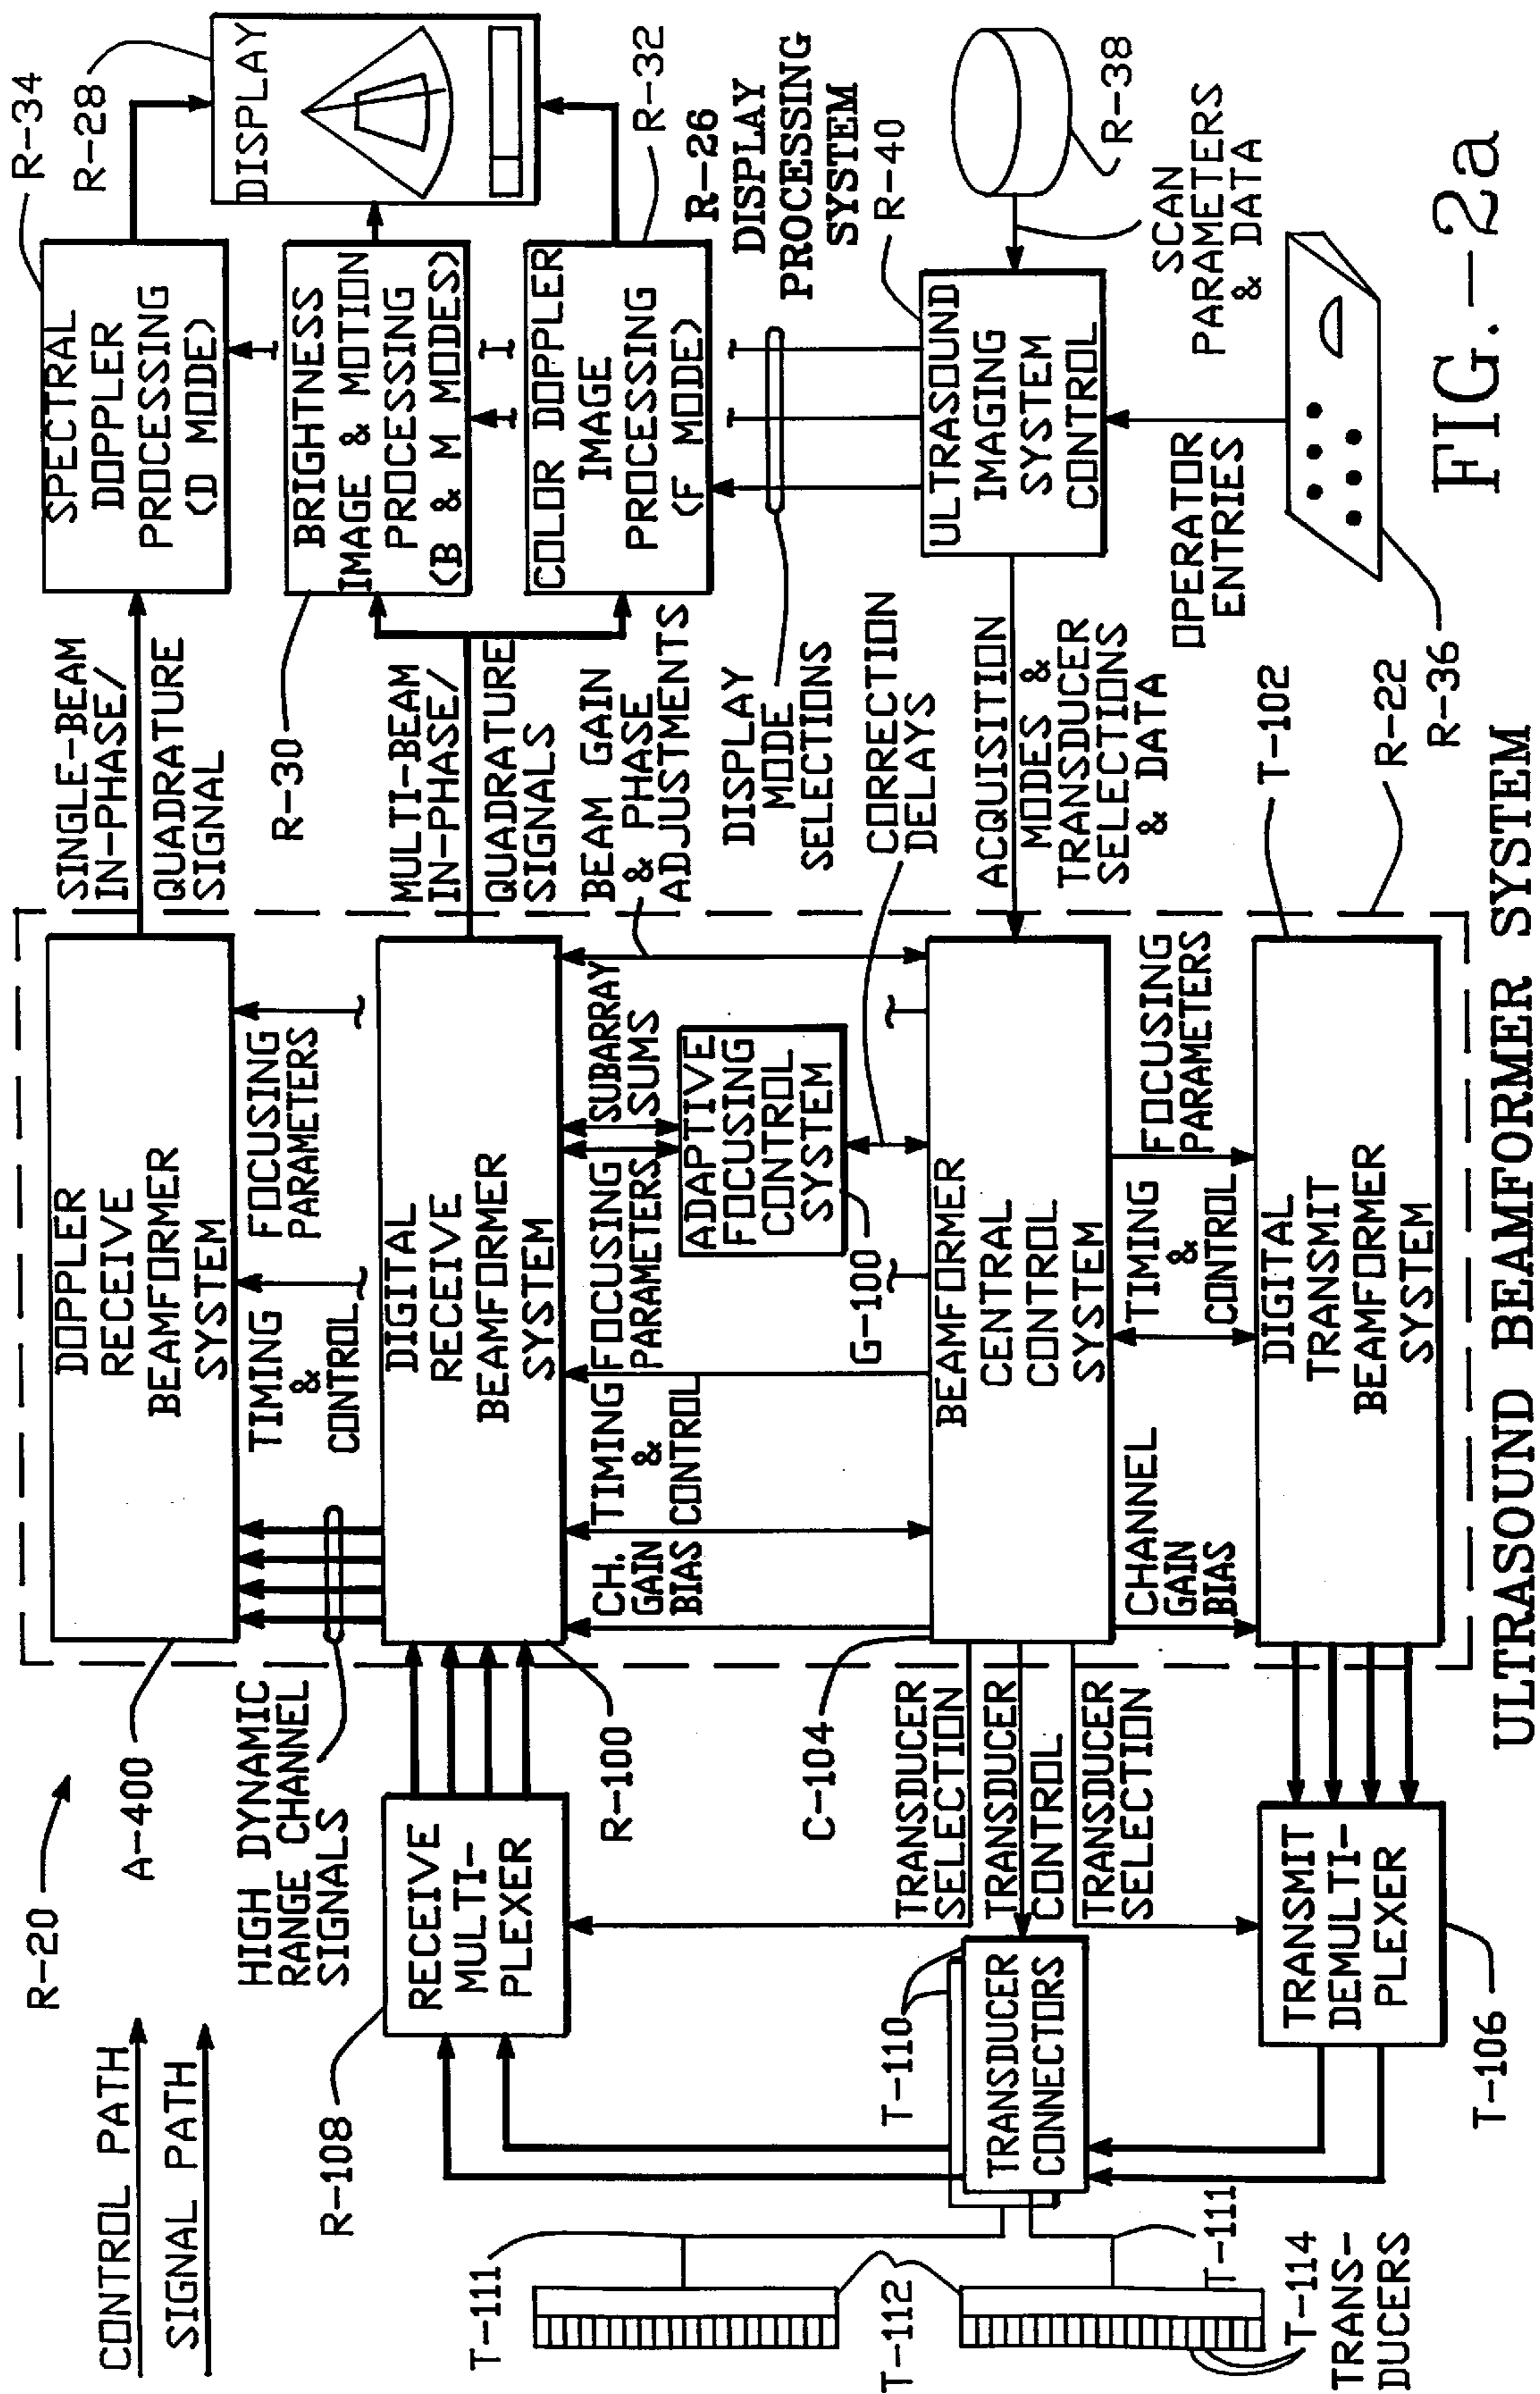 CONTROL PATH
SIGNAL PATH
R-20
A-400
HIGH DYNAMIC
RANGE CHANNEL
SIGNALS
DOPPLER
RECEIVE
BEAMFORMER
SYSTEM
SINGLE-BEAM
IN-PHASE/
QUADRATURE
SIGNAL
SPECTRAL
DOPPLER
PROCESSING
(D MODE)
R-34
R-28
DISPLAY
TIMING
&
CONTROL
FOCUSING
PARAMETERS
R-108
RECEIVE
MULTI-
PLEXER
R-100
DIGITAL
RECEIVE
BEAMFORMER
SYSTEM
MULTI-BEAM
IN-PHASE/
QUADRATURE
SIGNALS
R-30
BRIGHTNESS
IMAGE & MOTION
PROCESSING
(B & M MODES)
COLOR DOPPLER
IMAGE
PROCESSING
(F MODE)
R-32
R-26
DISPLAY
PROCESSING
SYSTEM
BEAM GAIN
& PHASE
ADJUSTMENTS
DISPLAY
MODE
SELECTIONS
CORRECTION
DELAYS
CH.
GAIN
BIAS
TIMING
&
CONTROL
FOCUSING
PARAMETERS
SUBARRAY
SUMS
ADAPTIVE
FOCUSING
CONTROL
SYSTEM
G-100
C-104
BEAMFORMER
CENTRAL
CONTROL
SYSTEM
ACQUISITION
MODES &
TRANSDUCER
SELECTIONS
& DATA
R-40
ULTRASOUND
IMAGING
SYSTEM
CONTROL
R-38
SCAN
PARAMETERS
& DATA
OPERATOR
ENTRIES
R-36
TRANSDUCER
SELECTION
TRANSDUCER
CONTROL
TRANSDUCER
SELECTION
T-110
TRANSDUCER
CONNECTORS
CHANNEL
GAIN
BIAS
TIMING
&
CONTROL
FOCUSING
PARAMETERS
T-102
R-22
DIGITAL
TRANSMIT
BEAMFORMER
SYSTEM
TRANSMIT
DEMULTI-
PLEXER
T-106
T-111
T-112
T-111
T-114
TRANS-
DUCERS
ULTRASOUND BEAMFORMER SYSTEM
FIG.-2a